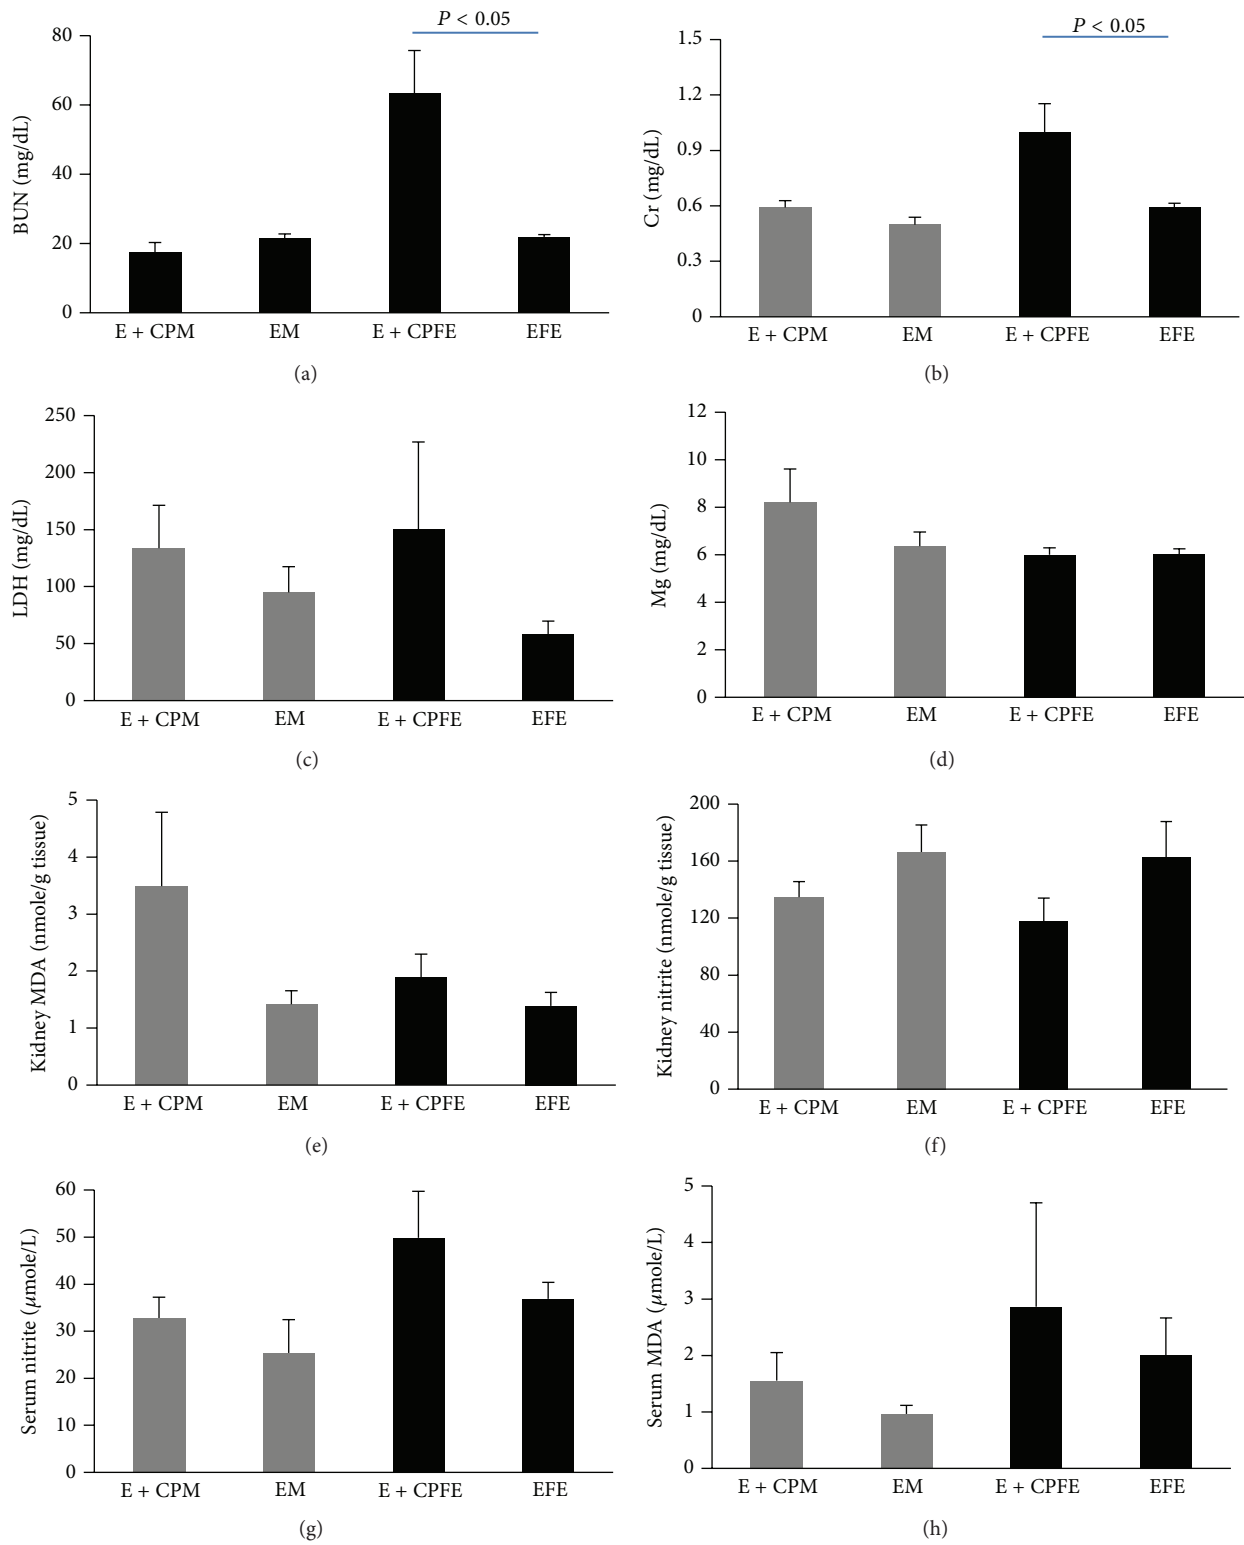 P < 0.05
80
60
40
20
0
BUN (mg/dL)
E + CPM EM E + CPFE EFE
(a)
P < 0.05
1.5
1.2
0.9
0.6
0.3
0
Cr (mg/dL)
E + CPM EM E + CPFE EFE
(b)
250
200
150
100
50
0
LDH (mg/dL)
E + CPM EM E + CPFE EFE
(c)
12
10
8
6
4
2
0
Mg (mg/dL)
E + CPM EM E + CPFE EFE
(d)
5
4
3
2
1
0
Kidney MDA (nmole/g tissue)
E + CPM EM E + CPFE EFE
(e)
200
160
120
80
40
0
Kidney nitrite (nmole/g tissue)
E + CPM EM E + CPFE EFE
(f)
60
50
40
30
20
10
0
Serum nitrite (μmole/L)
E + CPM EM E + CPFE EFE
(g)
5
4
3
2
1
0
Serum MDA (μmole/L)
E + CPM EM E + CPFE EFE
(h)